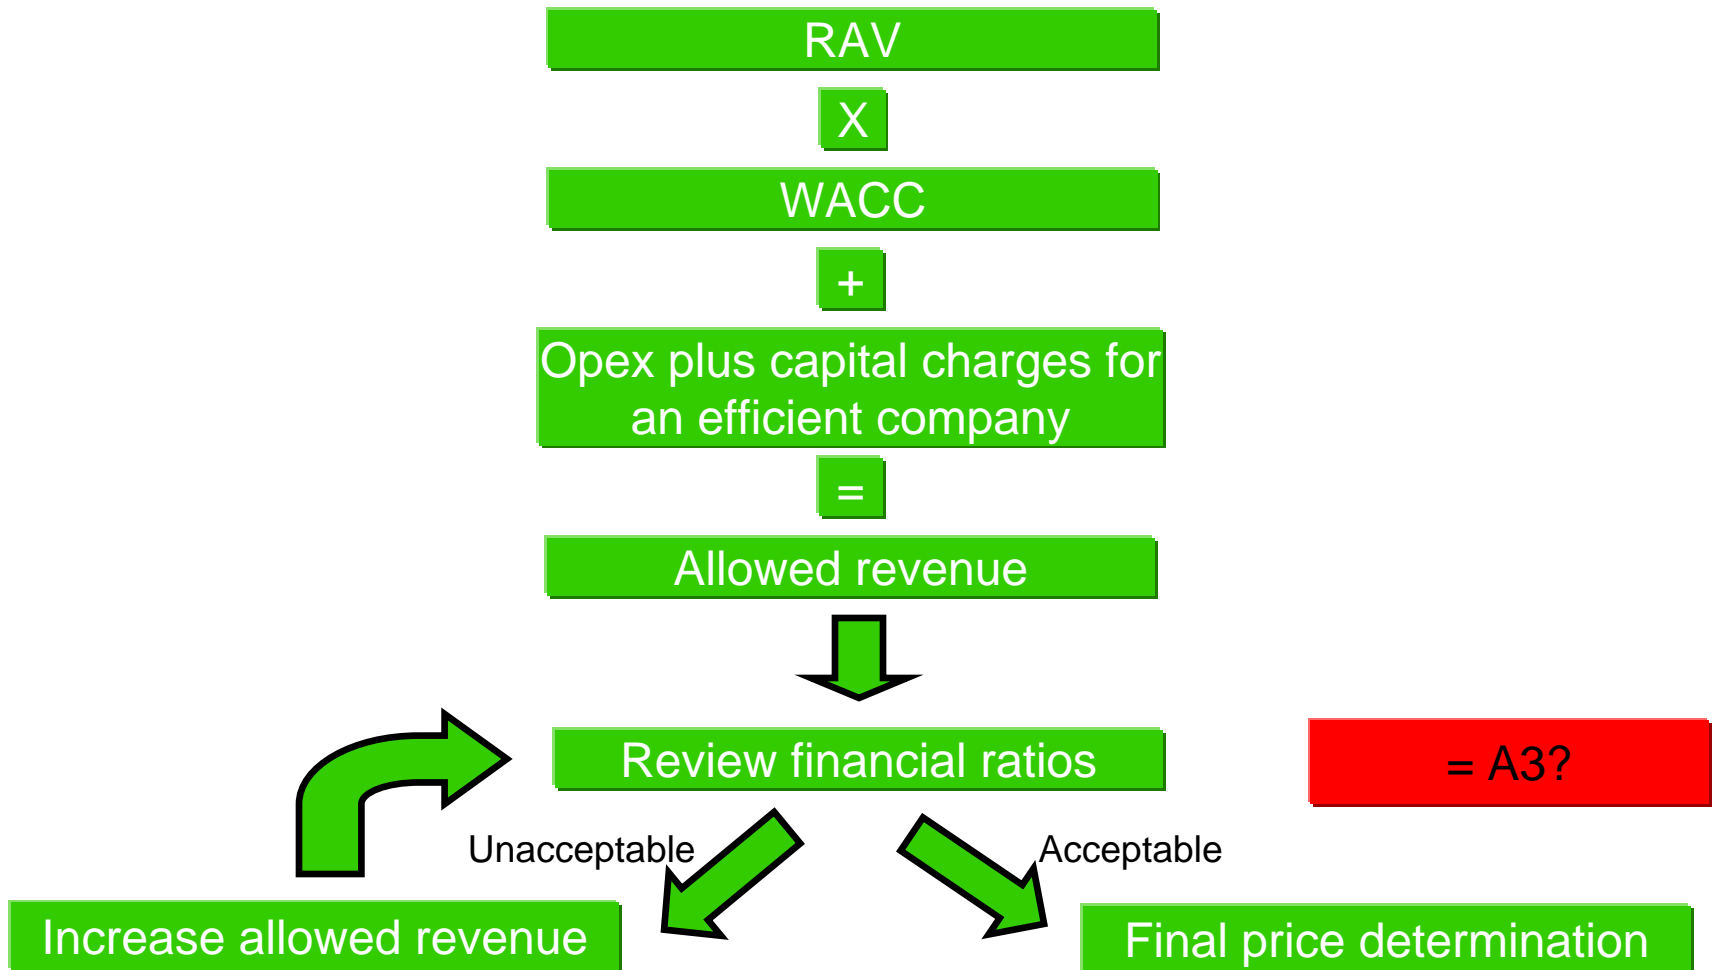 RAV
X
WACC
+
Opex plus capital charges for
an efficient company
=
Allowed revenue
Review financial ratios
= A3?
Unacceptable
Acceptable
Increase allowed revenue
Final price determination